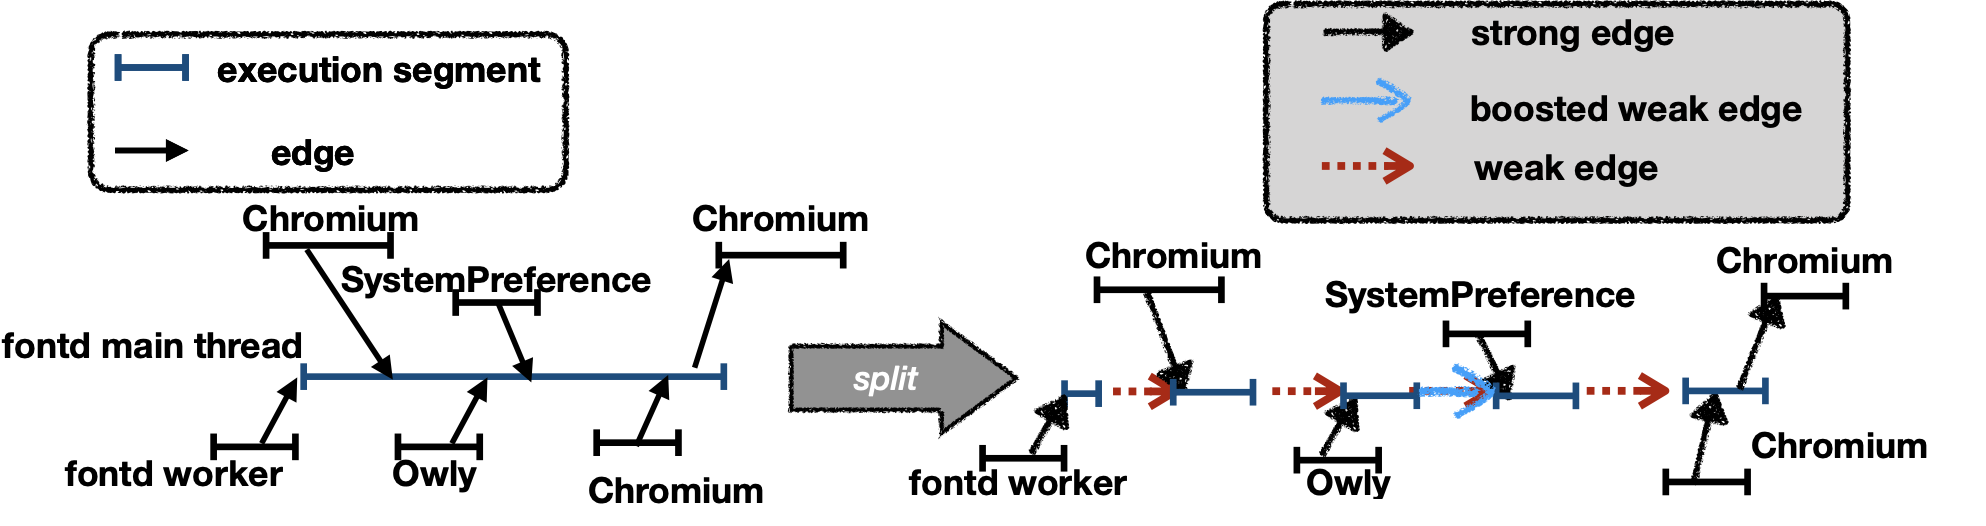 execution segment
edge
Chromium
SystemPreference
Chromium
fontd main thread
fontd worker
Owly
Chromium
split
strong edge
boosted weak edge
weak edge
Chromium
SystemPreference
Chromium
fontd worker
Owly
Chromium